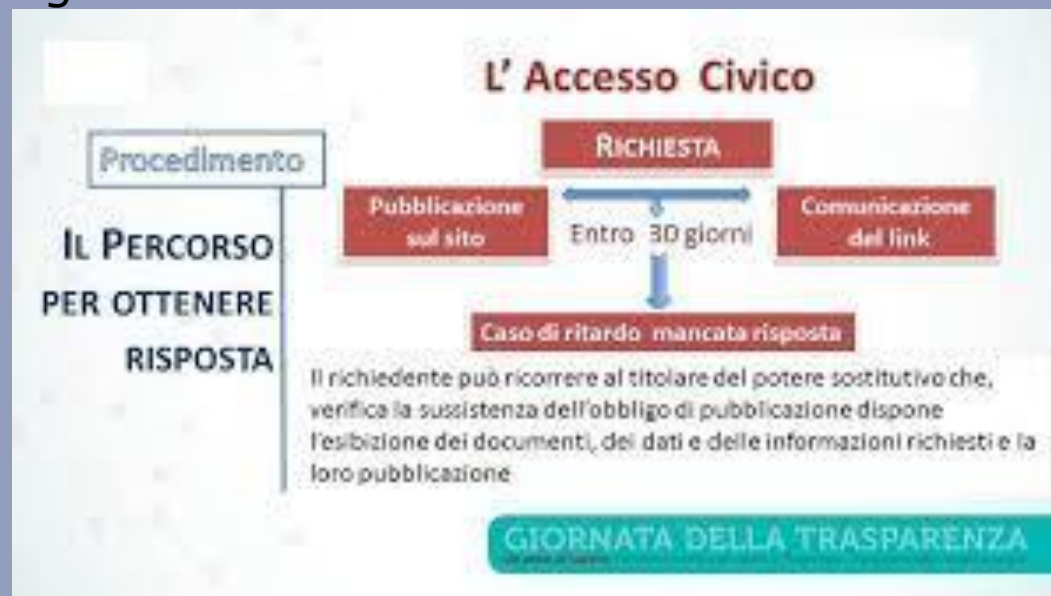 L' Accesso Civico
Procedimento
RICHIESTA
Pubblicazione
sul sito
Entro 30 giorni
Comunicazione
del link
IL PERCORSO
PER OTTENERE
RISPOSTA
Caso di ritardo mancata risposta
Il richiedente può ricorrere al titolare del potere sostitutivo che,
verifica la sussistenza dell'obbligo di pubblicazione dispone
l'esibizione dei documenti, dei dati e delle informazioni richiesti e la
loro pubblicazione
GIORNATA DELLA TRASPARENZA